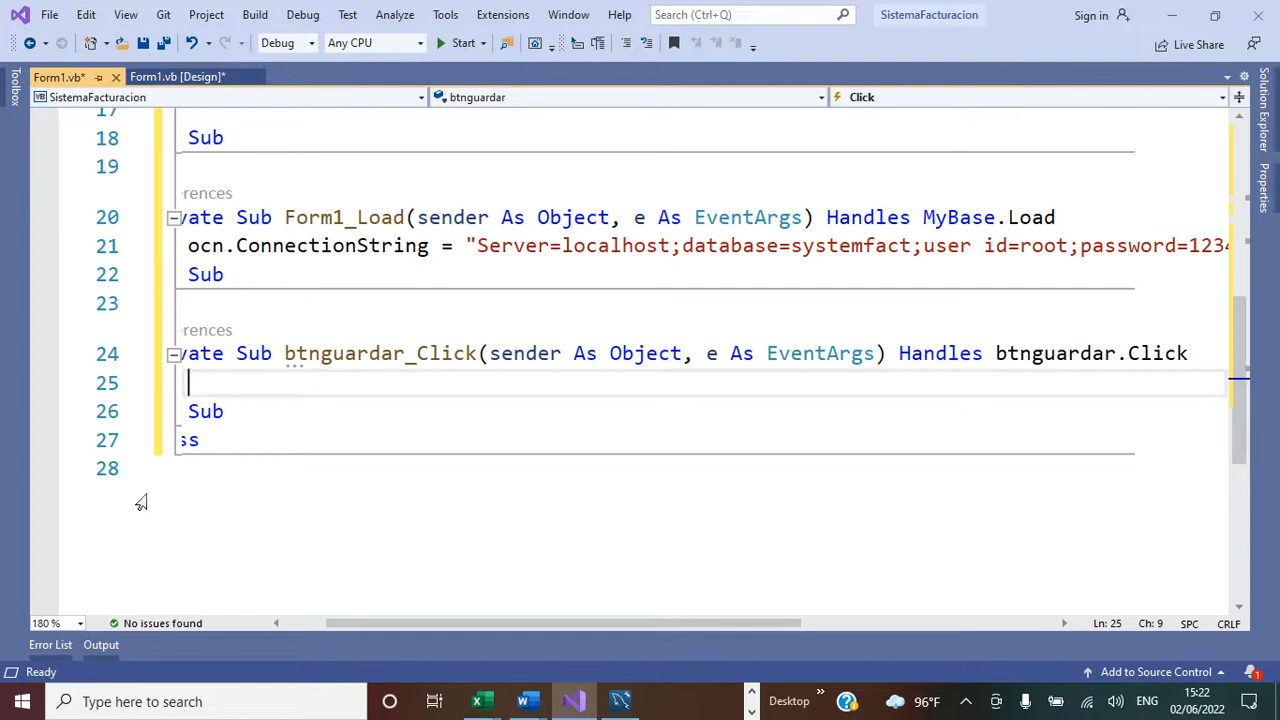 File Edit View Git Project Build Debug Test Analyze Tools Extensions Window Help Search (Ctrl+Q) SistemaFacturacion Sign in
Debug Any CPU Start Live Share
Form1.vb* Form1.vb [Design]*
SistemaFacturacion btnguardar Click
Toolbox
Solution Explorer
Properties
17
18 Sub
19
rences
20 vate Sub Form1_Load(sender As Object, e As EventArgs) Handles MyBase.Load
21 ocn.ConnectionString = "Server=localhost;database=systemfact;user id=root;password=1234
22 Sub
23
rences
24 vate Sub btnguardar_Click(sender As Object, e As EventArgs) Handles btnguardar.Click
25
26 Sub
27 ss
28
180 % No issues found Ln: 25 Ch: 9 SPC CRLF
Error List Output
Ready Add to Source Control 1
Type here to search Desktop 96°F ENG 15:22
02/06/2022